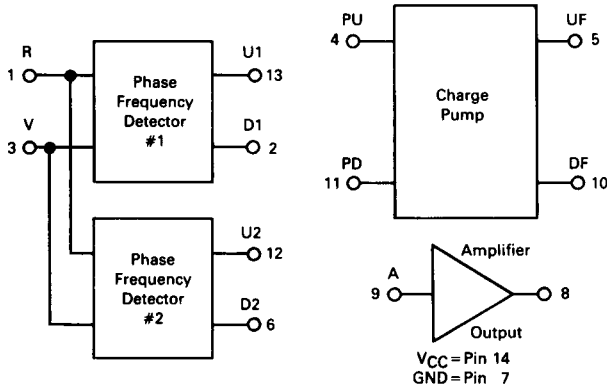 R
1
V
3
Phase
Frequency
Detector
#1
U1
13
D1
2
Phase
Frequency
Detector
#2
U2
12
D2
6
PU
4
PD
11
Charge
Pump
UF
5
DF
10
A
9
Amplifier
Output
8
VCC = Pin 14
GND = Pin 7